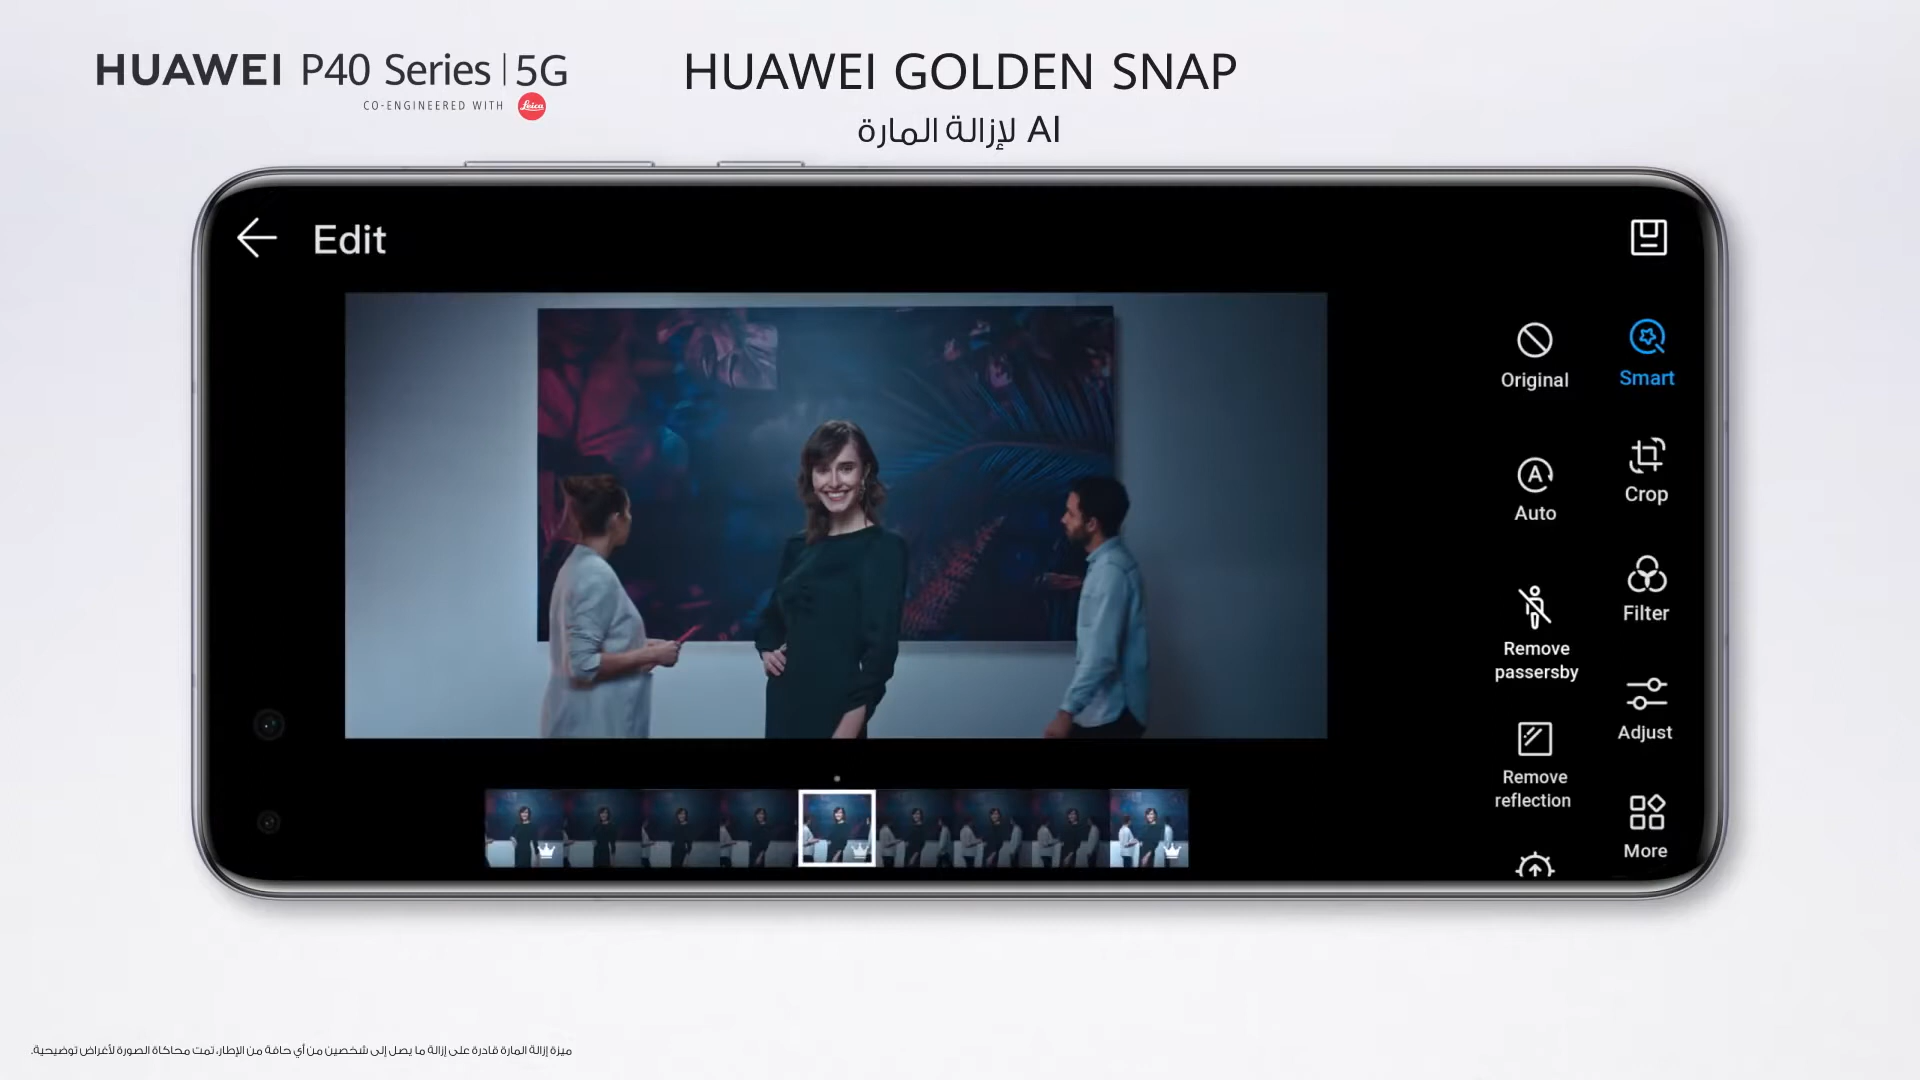 HUAWEI P40 Series | 5G
CO-ENGINEERED WITH Leica
HUAWEI GOLDEN SNAP
AI لإزالة المارة
Edit
Original
Smart
Crop
Auto
Filter
Remove
passersby
Adjust
Remove
reflection
More
ميزة إزالة المارة قادرة على إزالة ما يصل إلى شخصين من أي حافة من الإطار، تمت محاكاة الصورة لأغراض توضيحية.